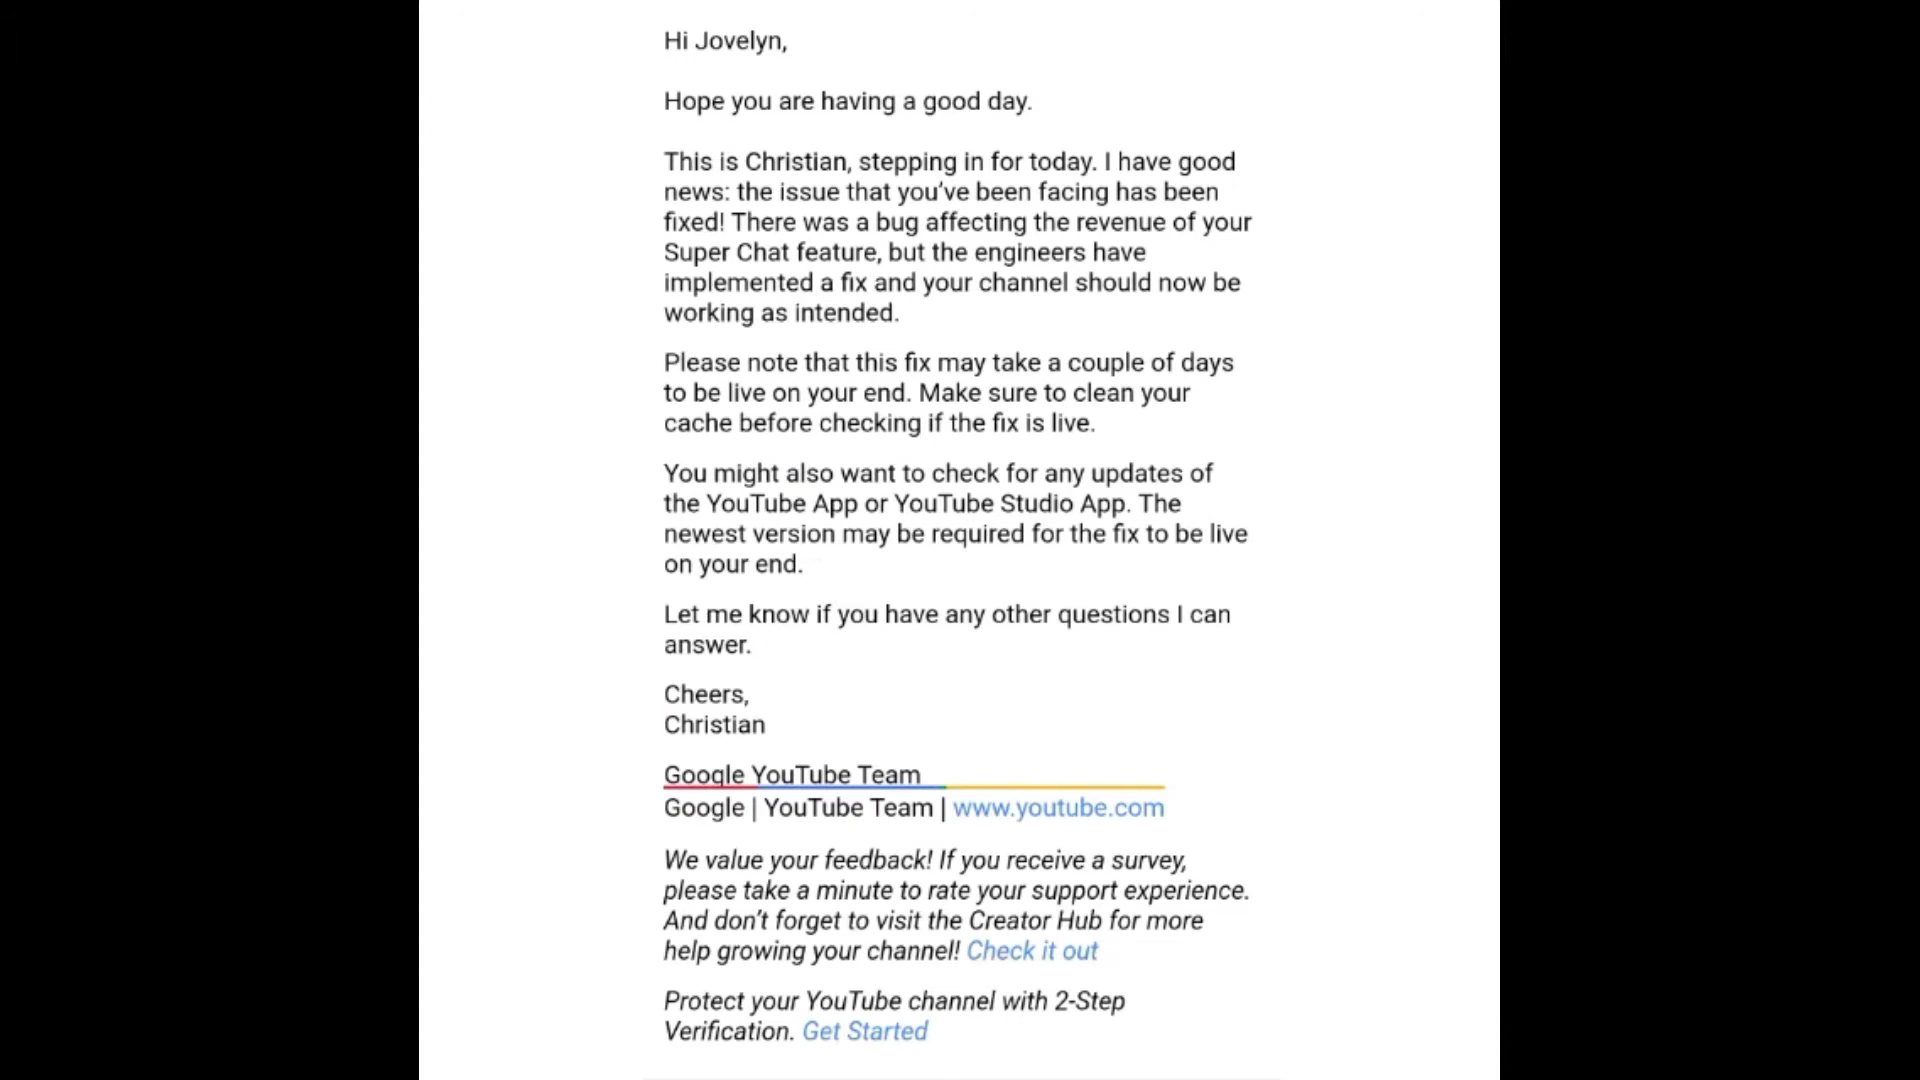 Hi Jovelyn,
Hope you are having a good day.
This is Christian, stepping in for today. I have good
news: the issue that you've been facing has been
fixed! There was a bug affecting the revenue of your
Super Chat feature, but the engineers have
implemented a fix and your channel should now be
working as intended.
Please note that this fix may take a couple of days
to be live on your end. Make sure to clean your
cache before checking if the fix is live.
You might also want to check for any updates of
the YouTube App or YouTube Studio App. The
newest version may be required for the fix to be live
on your end.
Let me know if you have any other questions I can
answer.
Cheers,
Christian
Google YouTube Team
Google | YouTube Team | www.youtube.com
We value your feedback! If you receive a survey,
please take a minute to rate your support experience.
And don't forget to visit the Creator Hub for more
help growing your channel! Check it out
Protect your YouTube channel with 2-Step
Verification. Get Started